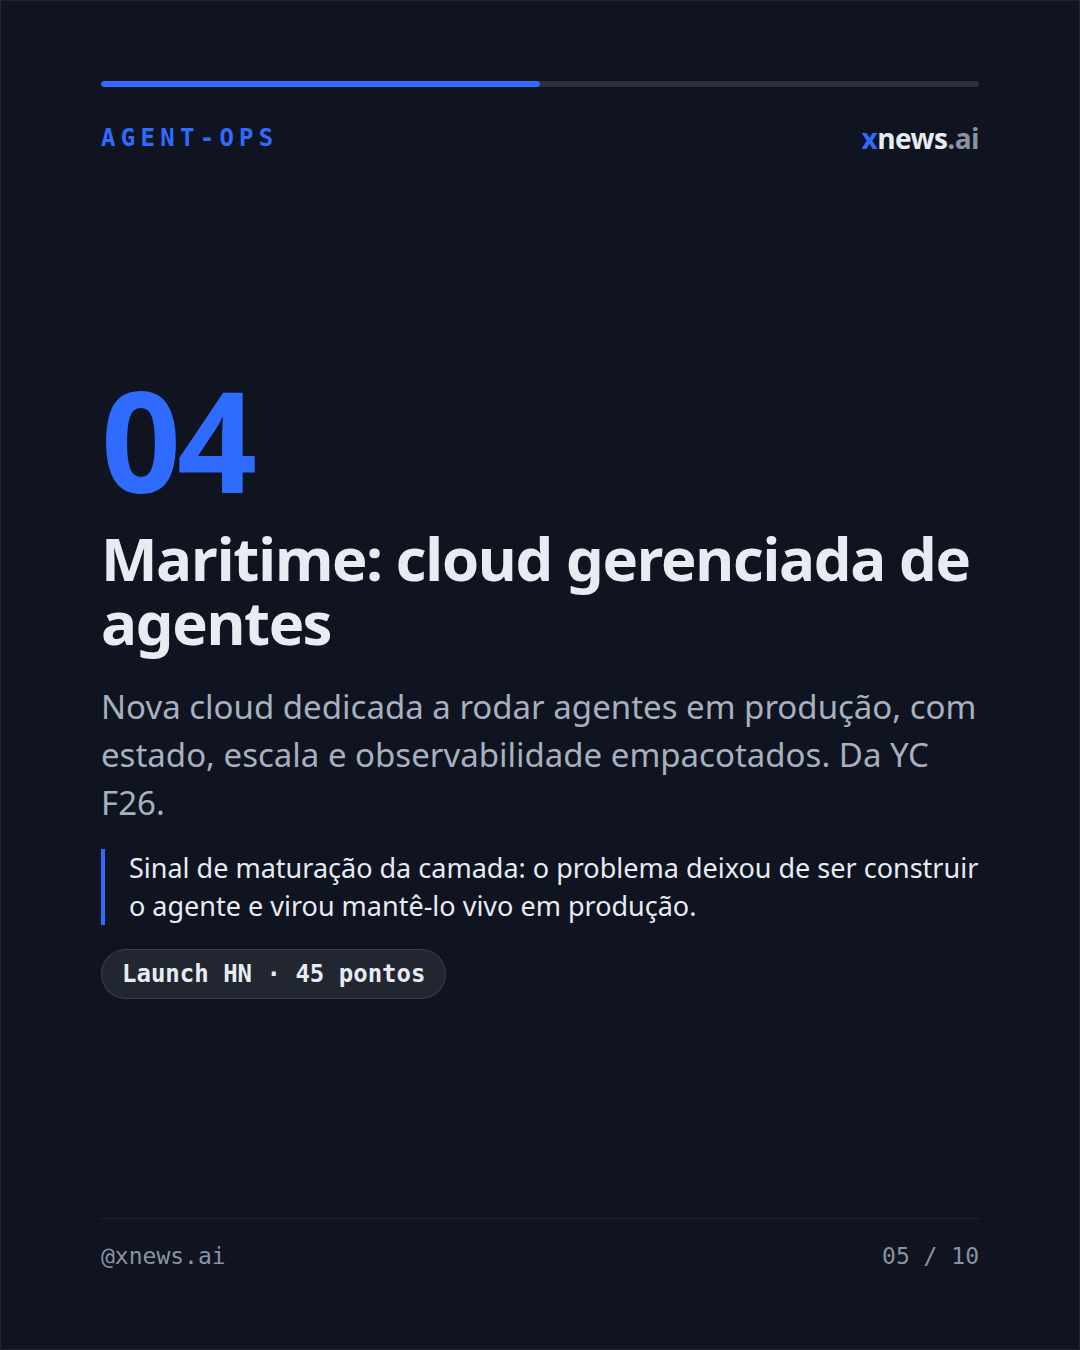 AGENT-OPS
xnews.ai
04
Maritime: cloud gerenciada de
agentes
Nova cloud dedicada a rodar agentes em produção, com
estado, escala e observabilidade empacotados. Da YC
F26.
Sinal de maturação da camada: o problema deixou de ser construir
o agente e virou mantê-lo vivo em produção.
Launch HN · 45 pontos
@xnews.ai
05 / 10